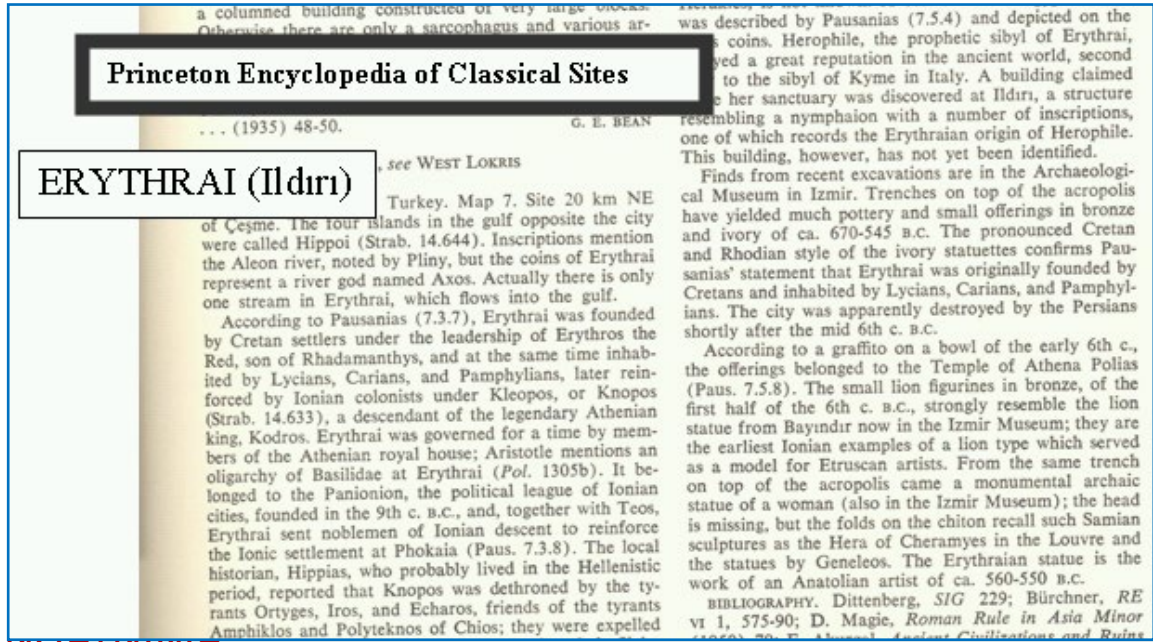 a columned building constructed of very large blocks.
Otherwise there are only a sarcophagus and various ar-
Princeton Encyclopedia of Classical Sites
. . . (1935) 48-50. G. E. BEAN
, see WEST LOKRIS
ERYTHRAI (Ildırı)
Turkey. Map 7. Site 20 km NE
of Çeşme. The four islands in the gulf opposite the city
were called Hippoi (Strab. 14.644). Inscriptions mention
the Aleon river, noted by Pliny, but the coins of Erythrai
represent a river god named Axos. Actually there is only
one stream in Erythrai, which flows into the gulf.
According to Pausanias (7.3.7), Erythrai was founded
by Cretan settlers under the leadership of Erythros the
Red, son of Rhadamanthys, and at the same time inhab-
ited by Lycians, Carians, and Pamphylians, later rein-
forced by Ionian colonists under Kleopos, or Knopos
(Strab. 14.633), a descendant of the legendary Athenian
king, Kodros. Erythrai was governed for a time by mem-
bers of the Athenian royal house; Aristotle mentions an
oligarchy of Basilidae at Erythrai (Pol. 1305b). It be-
longed to the Panionion, the political league of Ionian
cities, founded in the 9th c. B.C., and, together with Teos,
Erythrai sent noblemen of Ionian descent to reinforce
the Ionic settlement at Phokaia (Paus. 7.3.8). The local
historian, Hippias, who probably lived in the Hellenistic
period, reported that Knopos was dethroned by the ty-
rants Ortyges, Iros, and Echaros, friends of the tyrants
Amphiklos and Polyteknos of Chios; they were expelled
was described by Pausanias (7.5.4) and depicted on the
coins. Herophile, the prophetic sibyl of Erythrai,
a great reputation in the ancient world, second
to the sibyl of Kyme in Italy. A building claimed
her sanctuary was discovered at Ildırı, a structure
resembling a nymphaion with a number of inscriptions,
one of which records the Erythraian origin of Herophile.
This building, however, has not yet been identified.
Finds from recent excavations are in the Archaeologi-
cal Museum in Izmir. Trenches on top of the acropolis
have yielded much pottery and small offerings in bronze
and ivory of ca. 670-545 B.C. The pronounced Cretan
and Rhodian style of the ivory statuettes confirms Pau-
sanias' statement that Erythrai was originally founded by
Cretans and inhabited by Lycians, Carians, and Pamphyl-
ians. The city was apparently destroyed by the Persians
shortly after the mid 6th c. B.C.
According to a graffito on a bowl of the early 6th c.,
the offerings belonged to the Temple of Athena Polias
(Paus. 7.5.8). The small lion figurines in bronze, of the
first half of the 6th c. B.C., strongly resemble the lion
statue from Bayındır now in the Izmir Museum; they are
the earliest Ionian examples of a lion type which served
as a model for Etruscan artists. From the same trench
on top of the acropolis came a monumental archaic
statue of a woman (also in the Izmir Museum); the head
is missing, but the folds on the chiton recall such Samian
sculptures as the Hera of Cheramyes in the Louvre and
the statues by Geneleos. The Erythraian statue is the
work of an Anatolian artist of ca. 560-550 B.C.
BIBLIOGRAPHY. Dittenberg, SIG 229; Bürchner, RE
VI 1, 575-90; D. Magie, Roman Rule in Asia Minor